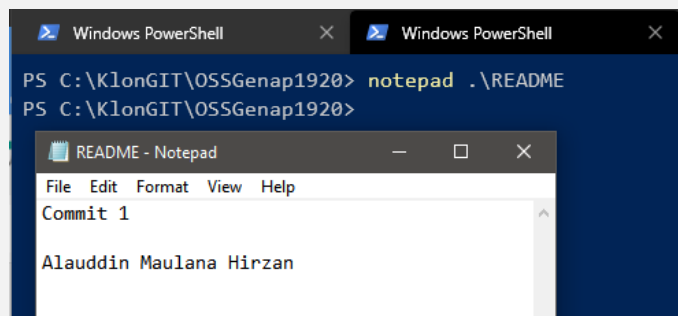 Windows PowerShell Windows PowerShell
PS C:\KlonGIT\OSSGenap1920> notepad .\README
PS C:\KlonGIT\OSSGenap1920>
README - Notepad
File Edit Format View Help
Commit 1
Alauddin Maulana Hirzan